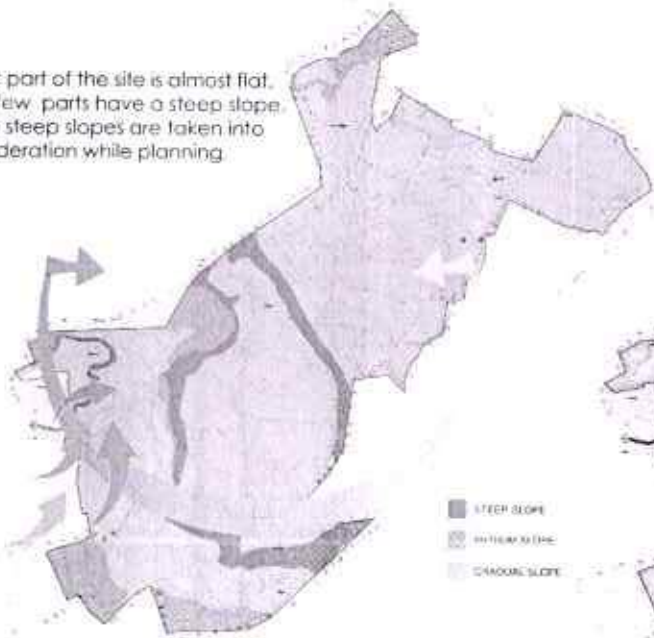 part of the site is almost flat.
few parts have a steep slope.
steep slopes are taken into
deration while planning
STEEP SLOPE
SLOPE
SLOPE